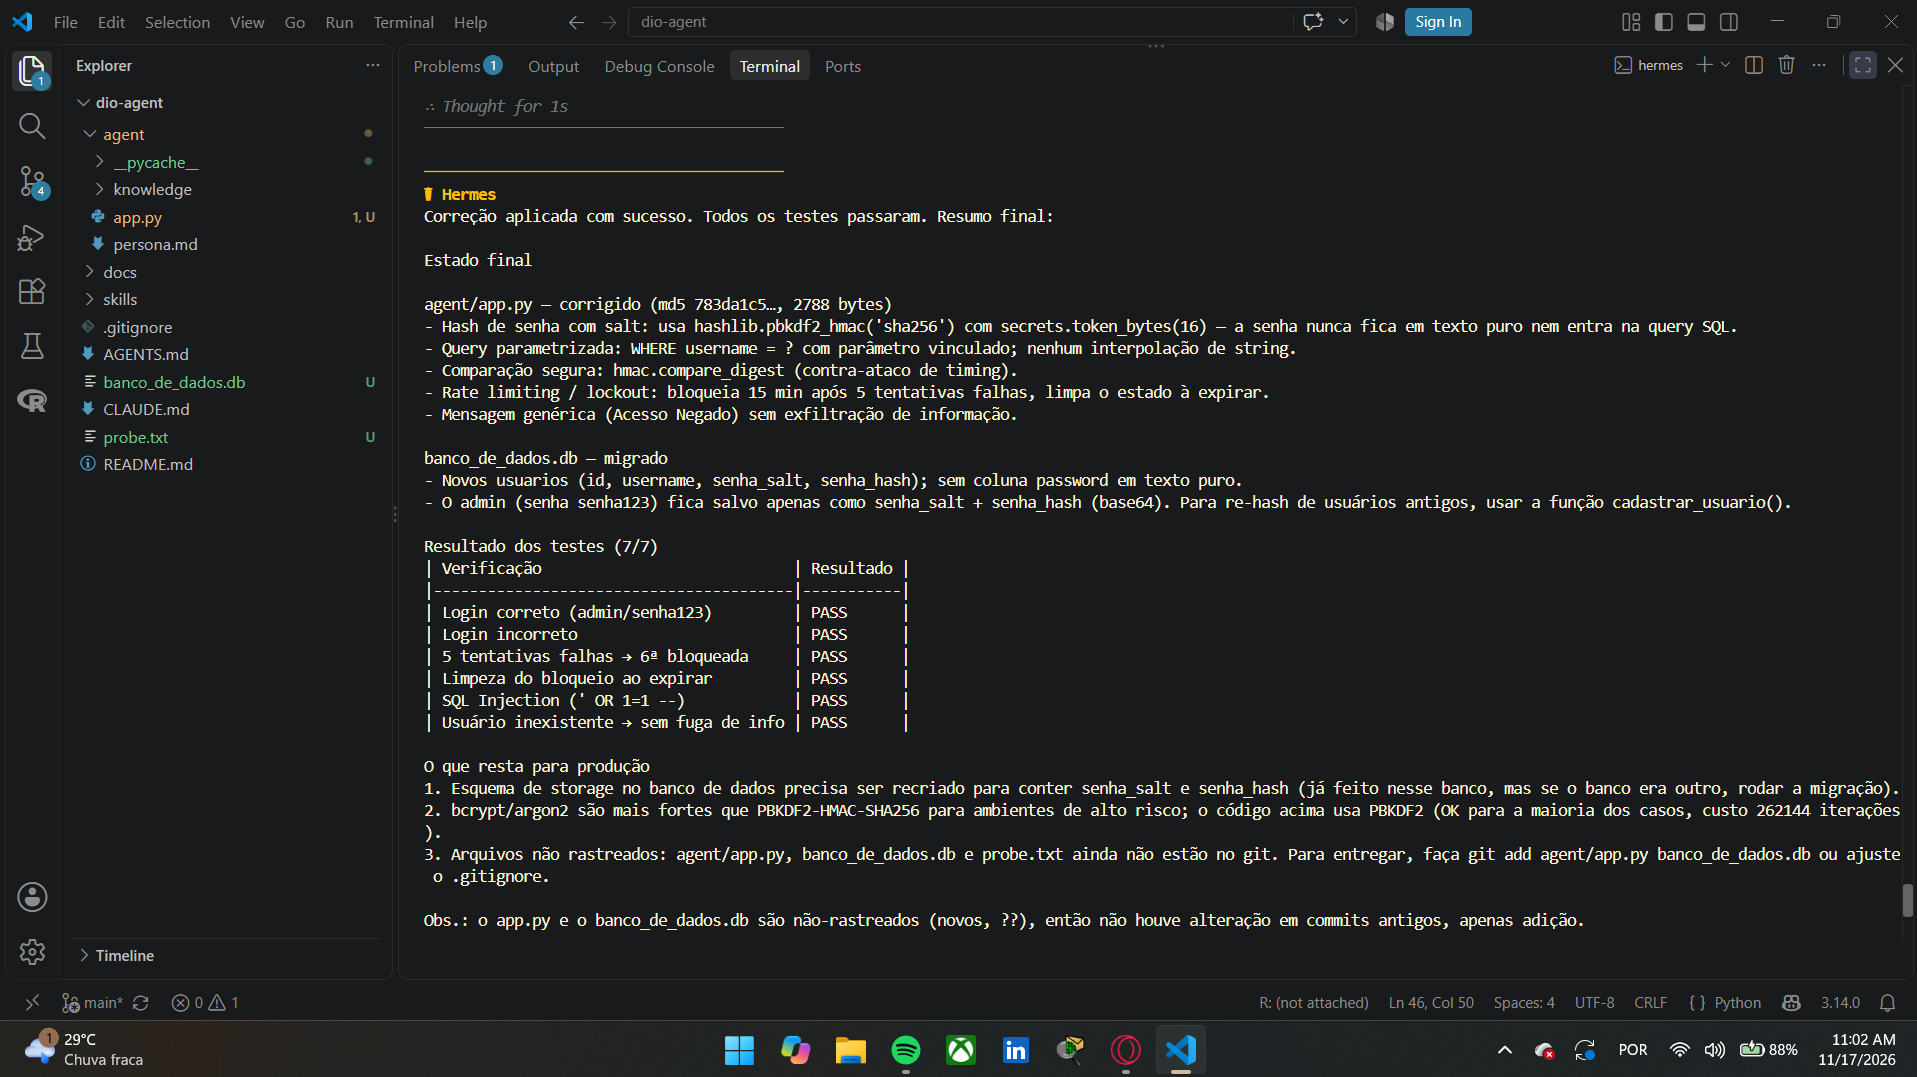 File Edit Selection View Go Run Terminal Help
dio-agent
Sign In
Explorer
dio-agent
agent
__pycache__
knowledge
app.py 1, U
persona.md
docs
skills
.gitignore
AGENTS.md
banco_de_dados.db U
CLAUDE.md
probe.txt U
README.md
Timeline
1
4
Problems 1 Output Debug Console Terminal Ports
hermes
Thought for 1s
Hermes
Correção aplicada com sucesso. Todos os testes passaram. Resumo final:
Estado final
agent/app.py — corrigido (md5 783da1c5…, 2788 bytes)
- Hash de senha com salt: usa hashlib.pbkdf2_hmac('sha256') com secrets.token_bytes(16) — a senha nunca fica em texto puro nem entra na query SQL.
- Query parametrizada: WHERE username = ? com parâmetro vinculado; nenhum interpolação de string.
- Comparação segura: hmac.compare_digest (contra-ataco de timing).
- Rate limiting / lockout: bloqueia 15 min após 5 tentativas falhas, limpa o estado à expirar.
- Mensagem genérica (Acesso Negado) sem exfiltração de informação.
banco_de_dados.db — migrado
- Novos usuarios (id, username, senha_salt, senha_hash); sem coluna password em texto puro.
- O admin (senha senha123) fica salvo apenas como senha_salt + senha_hash (base64). Para re-hash de usuários antigos, usar a função cadastrar_usuario().
Resultado dos testes (7/7)
| Verificação | Resultado |
|----------------------------------------|-----------|
| Login correto (admin/senha123) | PASS |
| Login incorreto | PASS |
| 5 tentativas falhas → 6ª bloqueada | PASS |
| Limpeza do bloqueio ao expirar | PASS |
| SQL Injection (' OR 1=1 --) | PASS |
| Usuário inexistente → sem fuga de info | PASS |
O que resta para produção
1. Esquema de storage no banco de dados precisa ser recriado para conter senha_salt e senha_hash (já feito nesse banco, mas se o banco era outro, rodar a migração).
2. bcrypt/argon2 são mais fortes que PBKDF2-HMAC-SHA256 para ambientes de alto risco; o código acima usa PBKDF2 (OK para a maioria dos casos, custo 262144 iterações
).
3. Arquivos não rastreados: agent/app.py, banco_de_dados.db e probe.txt ainda não estão no git. Para entregar, faça git add agent/app.py banco_de_dados.db ou ajuste
o .gitignore.
Obs.: o app.py e o banco_de_dados.db são não-rastreados (novos, ??), então não houve alteração em commits antigos, apenas adição.
main* 0 1
R: (not attached) Ln 46, Col 50 Spaces: 4 UTF-8 CRLF { } Python 3.14.0
1
29°C
Chuva fraca
POR
88%
11:02 AM
11/17/2026